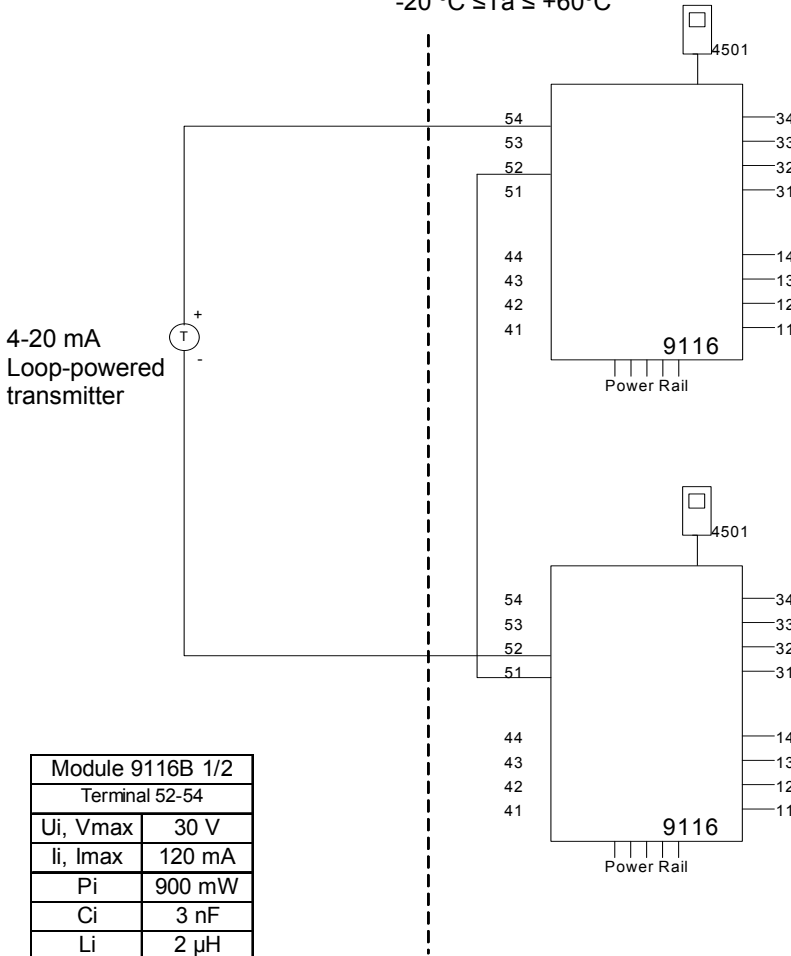 -20 °C ≤Ta ≤ +60°C
4501
54
53
52
51
44
43
42
41
34
33
32
31
14
13
12
11
9116
Power Rail
+
T
-
4-20 mA
Loop-powered
transmitter
4501
54
53
52
51
44
43
42
41
34
33
32
31
14
13
12
11
9116
Power Rail
Module 9116B 1/2
Terminal 52-54
Ui, Vmax 30 V
Ii, Imax 120 mA
Pi 900 mW
Ci 3 nF
Li 2 µH